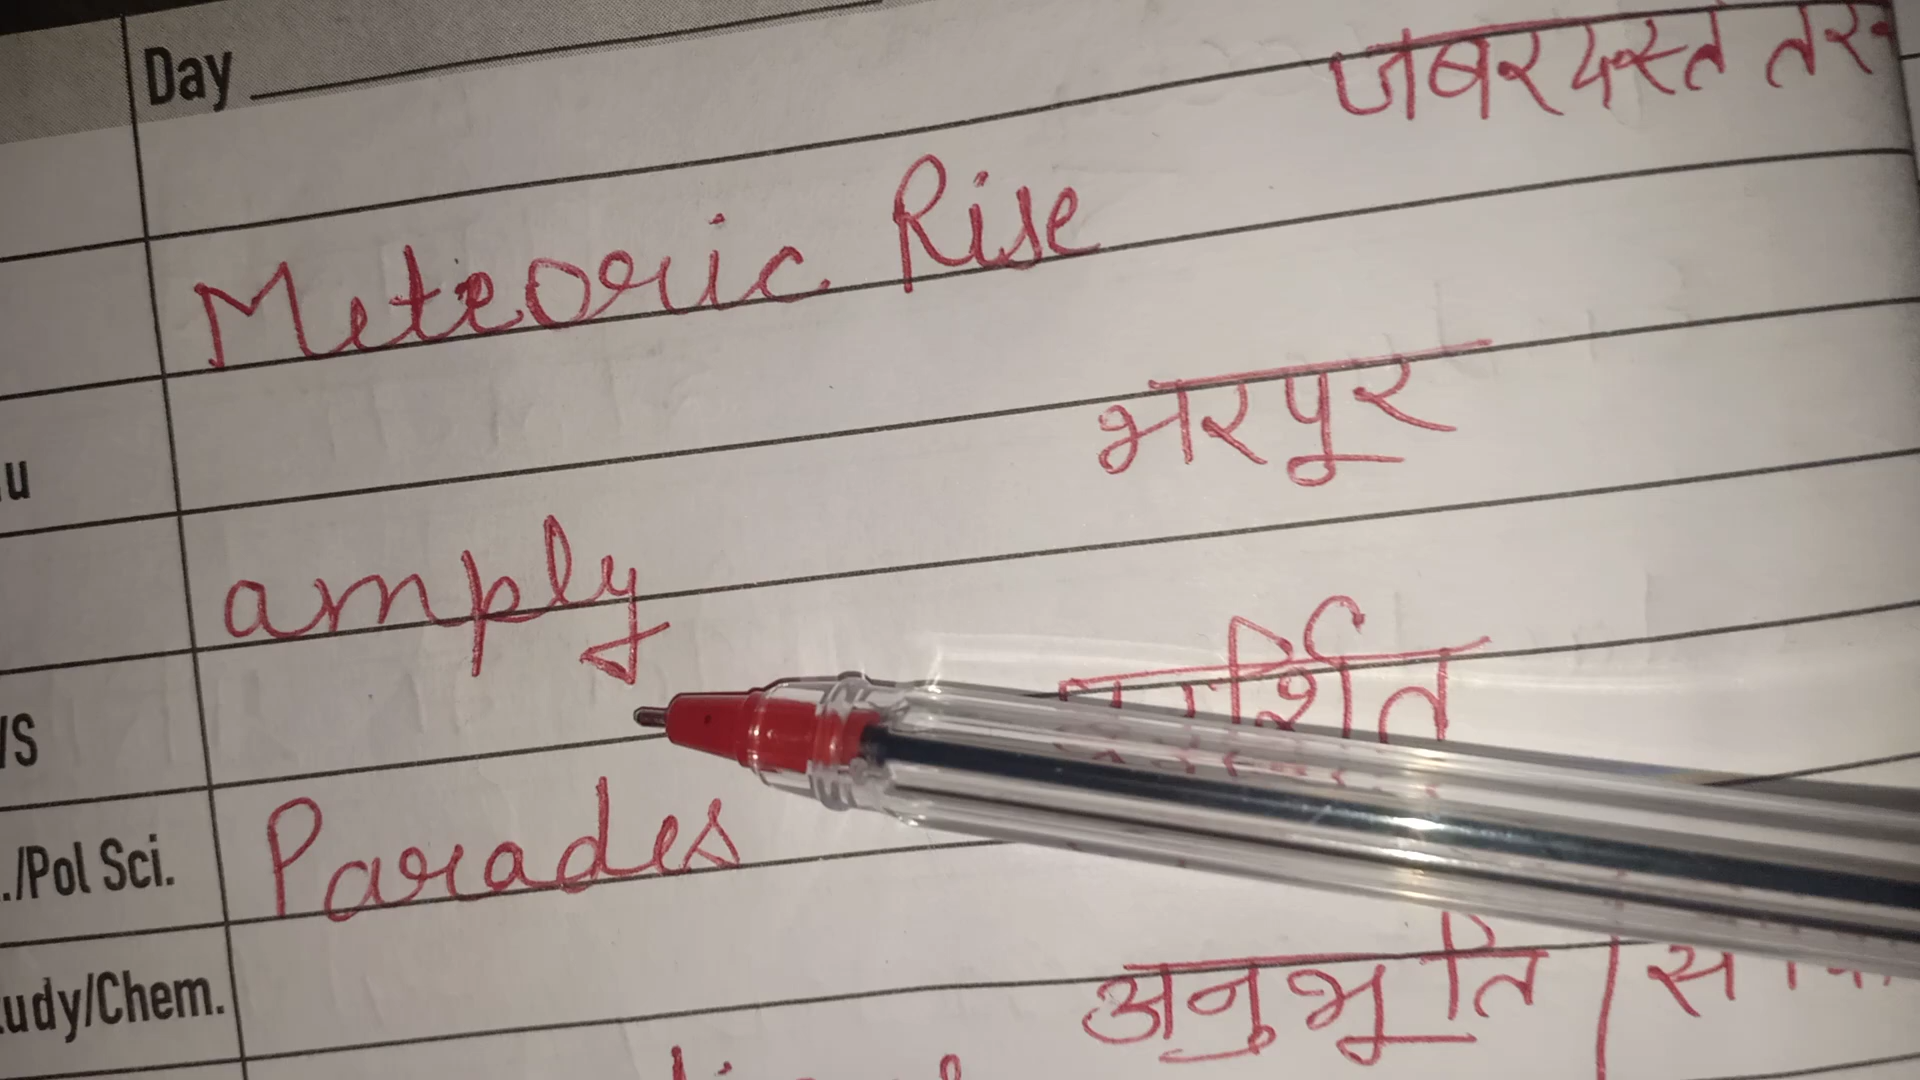 Day
जबरदस्त
Meteoric Rise
भरपूर
u
amply
/S
Parades
./Pol Sci.
अनुभूति |
udy/Chem.